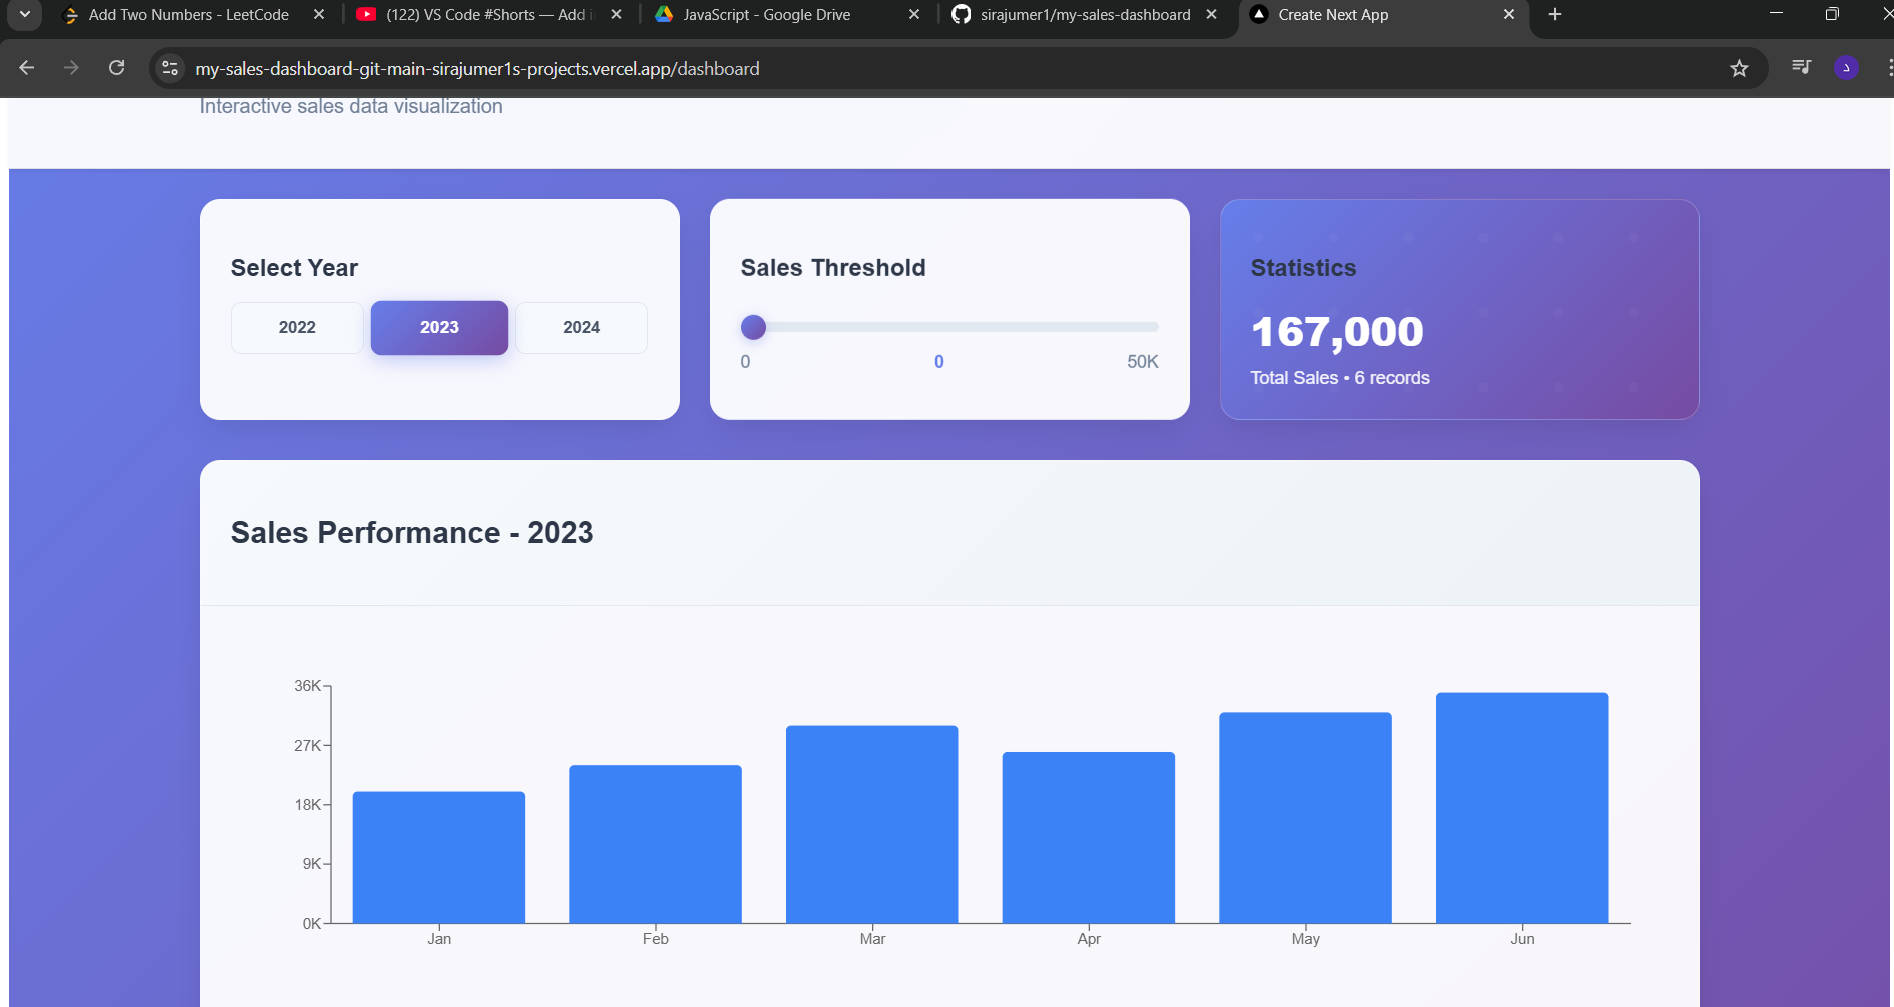 Add Two Numbers - LeetCode
(122) VS Code #Shorts — Add i
JavaScript - Google Drive
sirajumer1/my-sales-dashboard
Create Next App
my-sales-dashboard-git-main-sirajumer1s-projects.vercel.app/dashboard
Interactive sales data visualization
Select Year
2022
2023
2024
Sales Threshold
0
0
50K
Statistics
167,000
Total Sales • 6 records
Sales Performance - 2023
36K
27K
18K
9K
0K
Jan
Feb
Mar
Apr
May
Jun